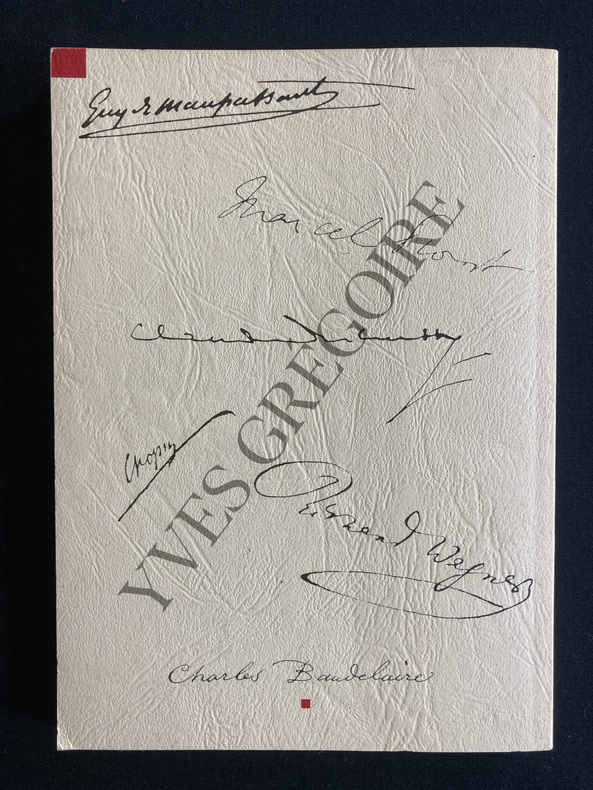 Guy de Maupassant
Marcel Proust
Claude Debussy
Chopin
Richard Wagner
Charles Baudelaire
YVES GREGOIRE